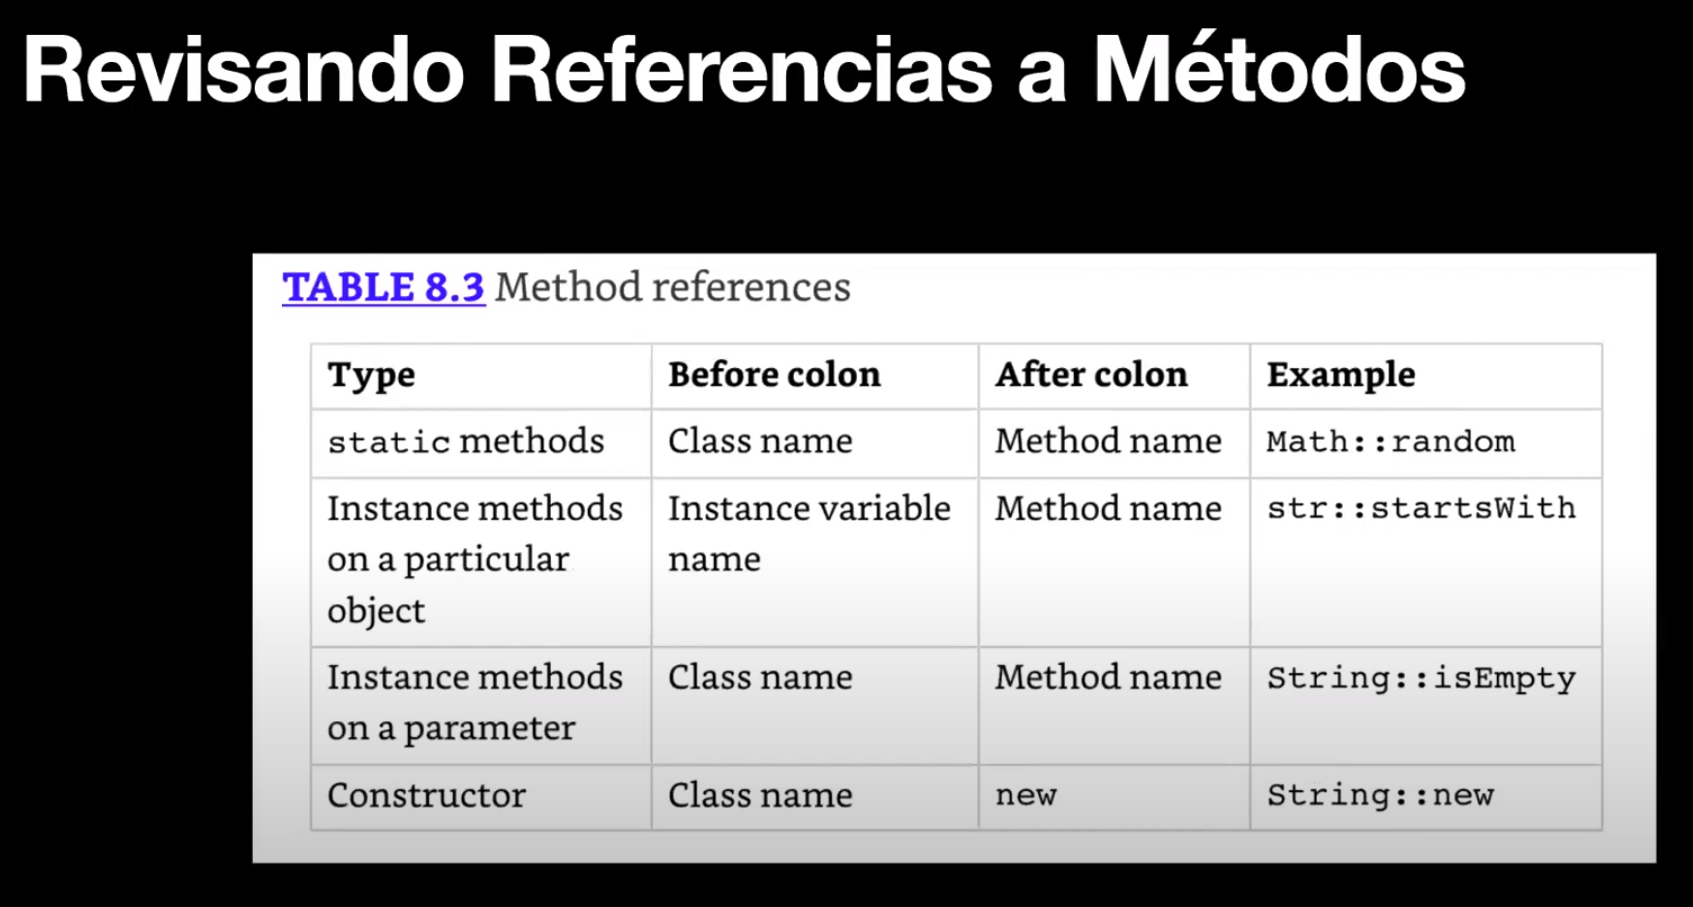 Revisando Referencias a Métodos
TABLE 8.3 Method references
Type Before colon After colon Example
static methods Class name Method name Math::random
Instance methods Instance variable Method name str::startsWith
on a particular name
object
Instance methods Class name Method name String::isEmpty
on a parameter
Constructor Class name new String::new